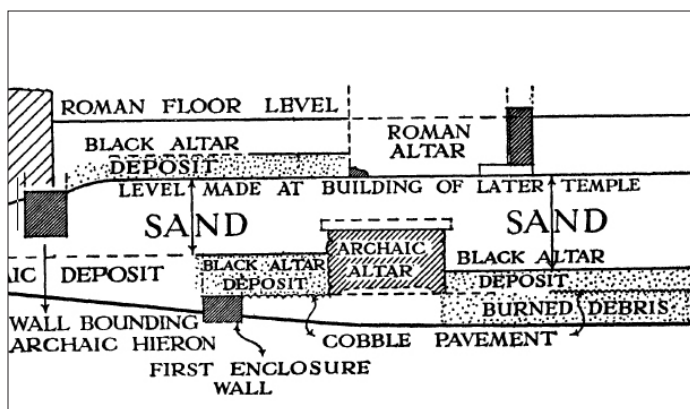 ROMAN FLOOR LEVEL
BLACK ALTAR
DEPOSIT
ROMAN
ALTAR
LEVEL MADE AT BUILDING OF LATER TEMPLE
SAND
SAND
ARCHAIC
ALTAR
BLACK ALTAR
DEPOSIT
BLACK ALTAR
DEPOSIT
AIC DEPOSIT
BURNED DEBRIS
WALL BOUNDING
ARCHAIC HIERON
COBBLE PAVEMENT
FIRST ENCLOSURE
WALL